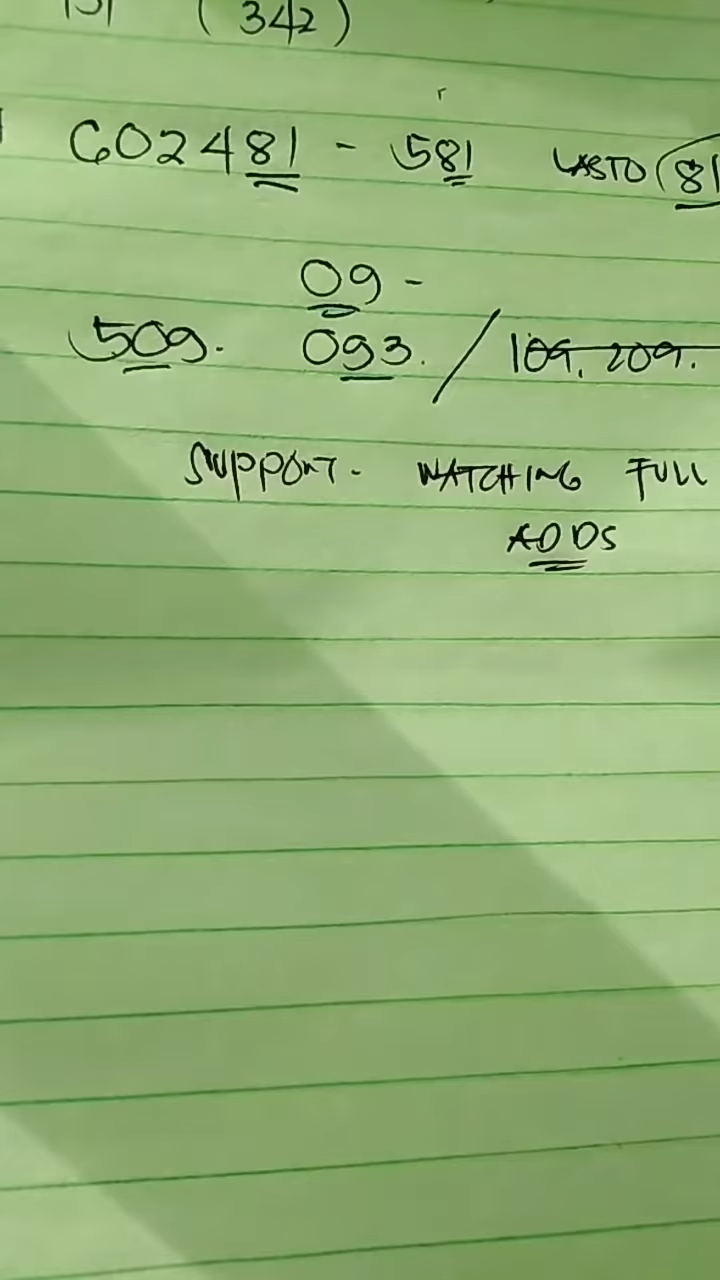 (342)
602481 - 581 LASTO (81
09 -
509. 093. / 109. 209.
SUPPORT. WATCHING FULL
ADDS